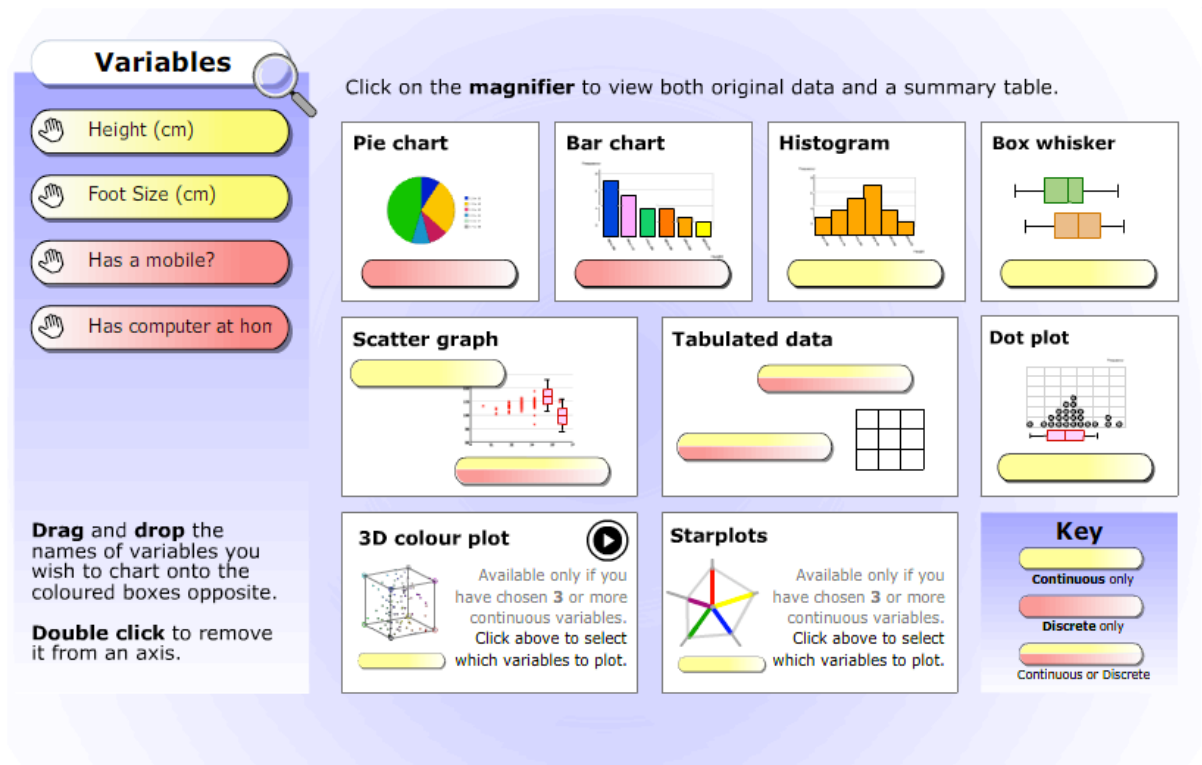 Variables
Click on the magnifier to view both original data and a summary table.
Height (cm)
Foot Size (cm)
Has a mobile?
Has computer at hom
Drag and drop the
names of variables you
wish to chart onto the
coloured boxes opposite.
Double click to remove
it from an axis.
Pie chart
Bar chart
Histogram
Box whisker
Scatter graph
Tabulated data
Dot plot
3D colour plot
Available only if you
have chosen 3 or more
continuous variables.
Click above to select
which variables to plot.
Starplots
Available only if you
have chosen 3 or more
continuous variables.
Click above to select
which variables to plot.
Key
Continuous only
Discrete only
Continuous or Discrete